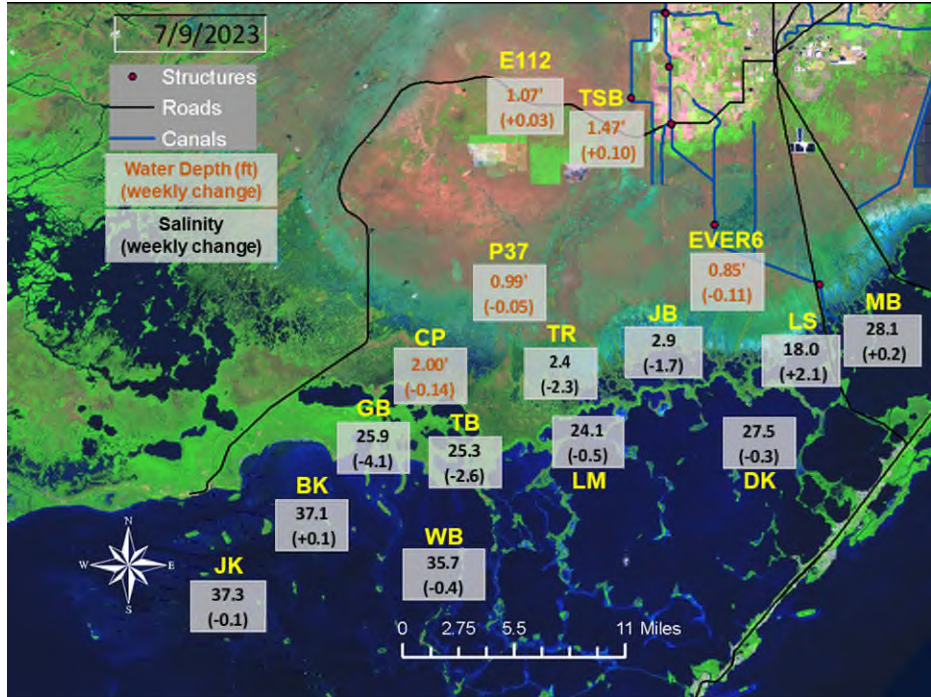 7/9/2023
Structures
Roads
Canals
Water Depth (ft)
(weekly change)
Salinity
(weekly change)
E112
1.07'
(+0.03)
TSB
1.47'
(+0.10)
P37
0.99'
(-0.05)
EVER6
0.85'
(-0.11)
CP
2.00'
(-0.14)
TR
2.4
(-2.3)
JB
2.9
(-1.7)
LS
18.0
(+2.1)
MB
28.1
(+0.2)
GB
25.9
(-4.1)
TB
25.3
(-2.6)
24.1
(-0.5)
LM
27.5
(-0.3)
DK
BK
37.1
(+0.1)
WB
35.7
(-0.4)
JK
37.3
(-0.1)
N
W E
S
0 2.75 5.5 11 Miles